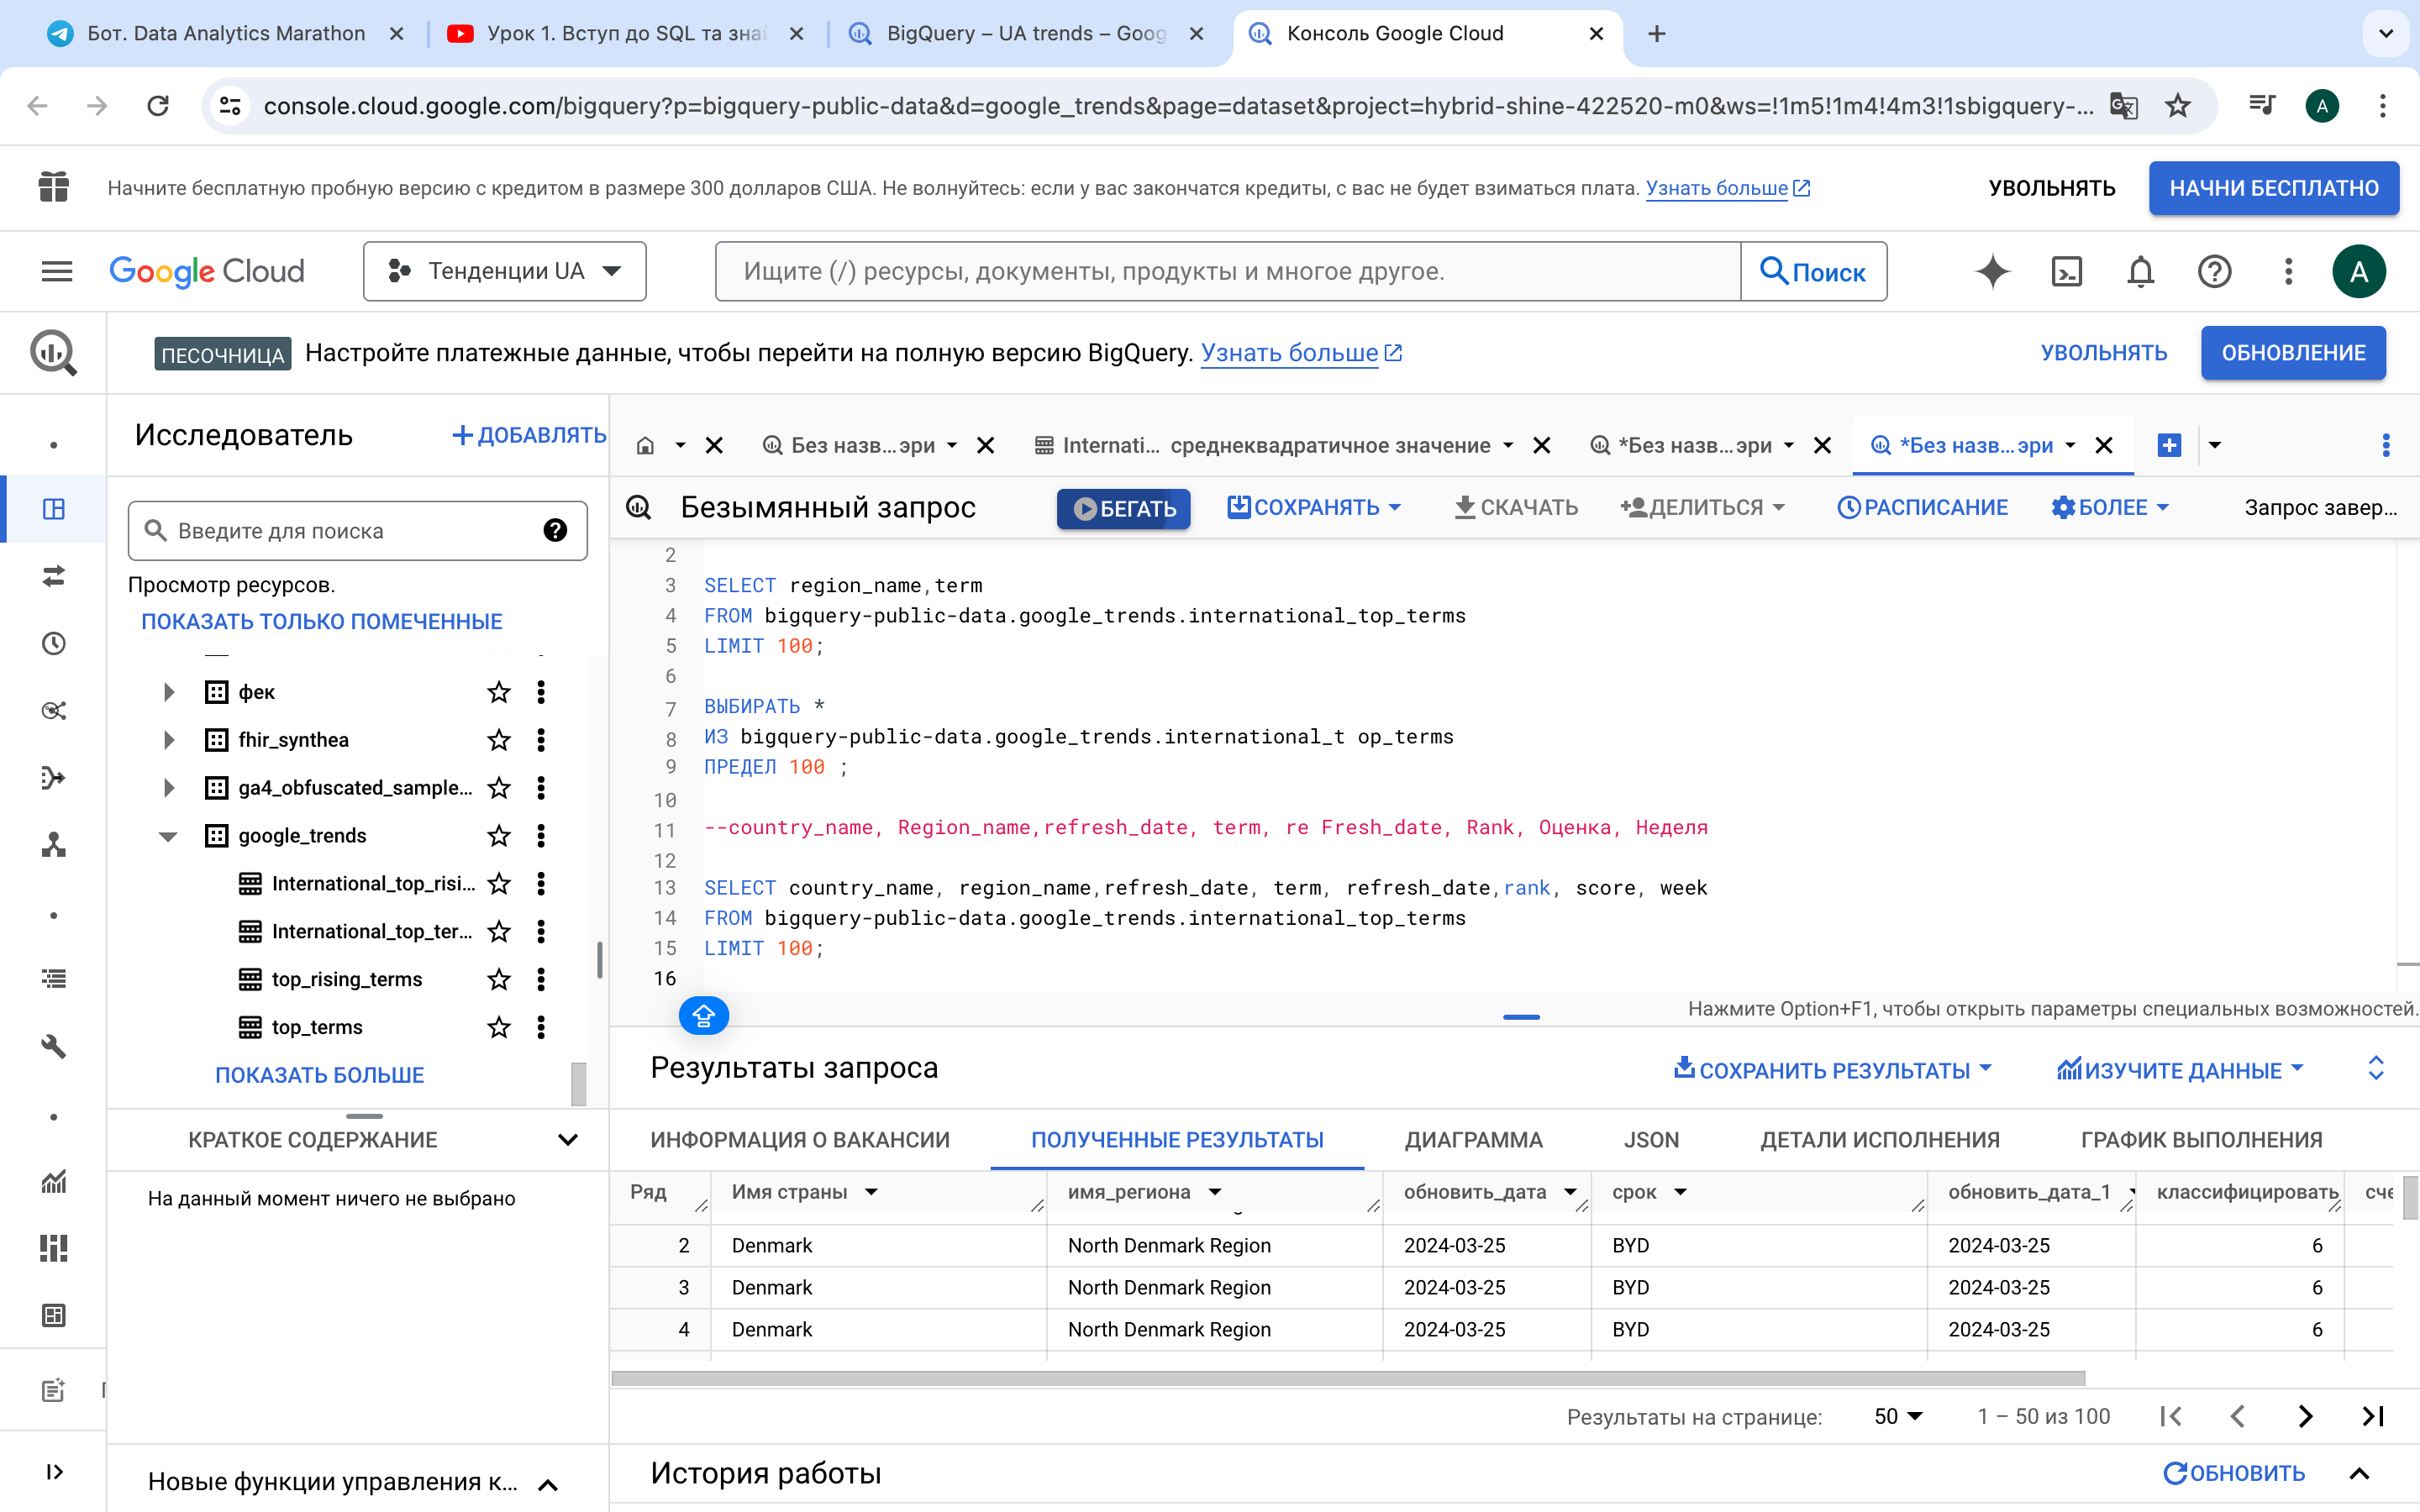 Бот. Data Analytics Marathon
Урок 1. Вступ до SQL та зна
BigQuery – UA trends – Goog
Консоль Google Cloud
console.cloud.google.com/bigquery?p=bigquery-public-data&d=google_trends&page=dataset&project=hybrid-shine-422520-m0&ws=!1m5!1m4!4m3!1sbigquery-...
A
Начните бесплатную пробную версию с кредитом в размере 300 долларов США. Не волнуйтесь: если у вас закончатся кредиты, с вас не будет взиматься плата. Узнать больше
УВОЛЬНЯТЬ
НАЧНИ БЕСПЛАТНО
Google Cloud
Тенденции UA
Ищите (/) ресурсы, документы, продукты и многое другое.
Поиск
A
ПЕСОЧНИЦА
Настройте платежные данные, чтобы перейти на полную версию BigQuery. Узнать больше
УВОЛЬНЯТЬ
ОБНОВЛЕНИЕ
Исследователь
ДОБАВЛЯТЬ
Введите для поиска
Просмотр ресурсов.
ПОКАЗАТЬ ТОЛЬКО ПОМЕЧЕННЫЕ
фек
fhir_synthea
ga4_obfuscated_sample...
google_trends
International_top_risi...
International_top_ter...
top_rising_terms
top_terms
ПОКАЗАТЬ БОЛЬШЕ
КРАТКОЕ СОДЕРЖАНИЕ
На данный момент ничего не выбрано
Новые функции управления к...
Без назв...эри
Internati... среднеквадратичное значение
*Без назв...эри
*Без назв...эри
Безымянный запрос
БЕГАТЬ
СОХРАНЯТЬ
СКАЧАТЬ
ДЕЛИТЬСЯ
РАСПИСАНИЕ
БОЛЕЕ
Запрос завер...
2
3 SELECT region_name,term
4 FROM bigquery-public-data.google_trends.international_top_terms
5 LIMIT 100;
6
7 ВЫБИРАТЬ *
8 ИЗ bigquery-public-data.google_trends.international_t op_terms
9 ПРЕДЕЛ 100 ;
10
11 --country_name, Region_name,refresh_date, term, re Fresh_date, Rank, Оценка, Неделя
12
13 SELECT country_name, region_name,refresh_date, term, refresh_date,rank, score, week
14 FROM bigquery-public-data.google_trends.international_top_terms
15 LIMIT 100;
16
Нажмите Option+F1, чтобы открыть параметры специальных возможностей.
Результаты запроса
СОХРАНИТЬ РЕЗУЛЬТАТЫ
ИЗУЧИТЕ ДАННЫЕ
ИНФОРМАЦИЯ О ВАКАНСИИ
ПОЛУЧЕННЫЕ РЕЗУЛЬТАТЫ
ДИАГРАММА
JSON
ДЕТАЛИ ИСПОЛНЕНИЯ
ГРАФИК ВЫПОЛНЕНИЯ
Ряд Имя страны имя_региона обновить_дата срок обновить_дата_1 классифицировать сче
2 Denmark North Denmark Region 2024-03-25 BYD 2024-03-25 6
3 Denmark North Denmark Region 2024-03-25 BYD 2024-03-25 6
4 Denmark North Denmark Region 2024-03-25 BYD 2024-03-25 6
Результаты на странице: 50 1 – 50 из 100
История работы
ОБНОВИТЬ